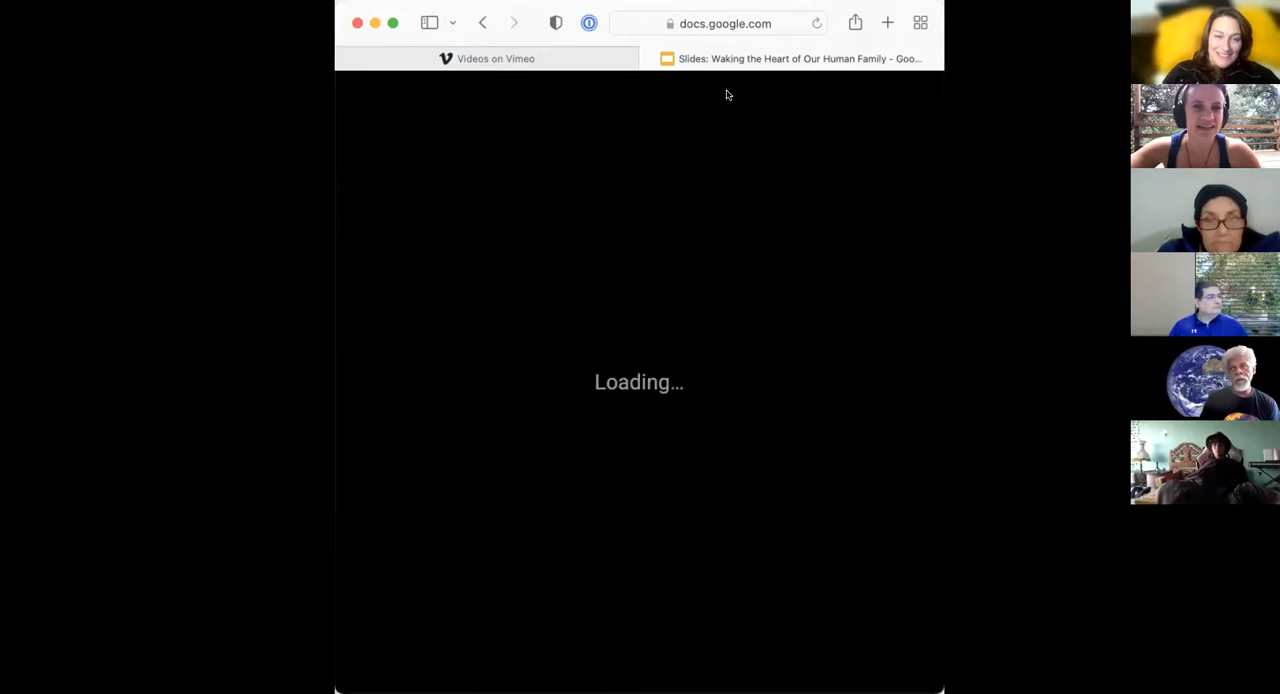 docs.google.com
Videos on Vimeo
Slides: Waking the Heart of Our Human Family - Goo...
Loading...